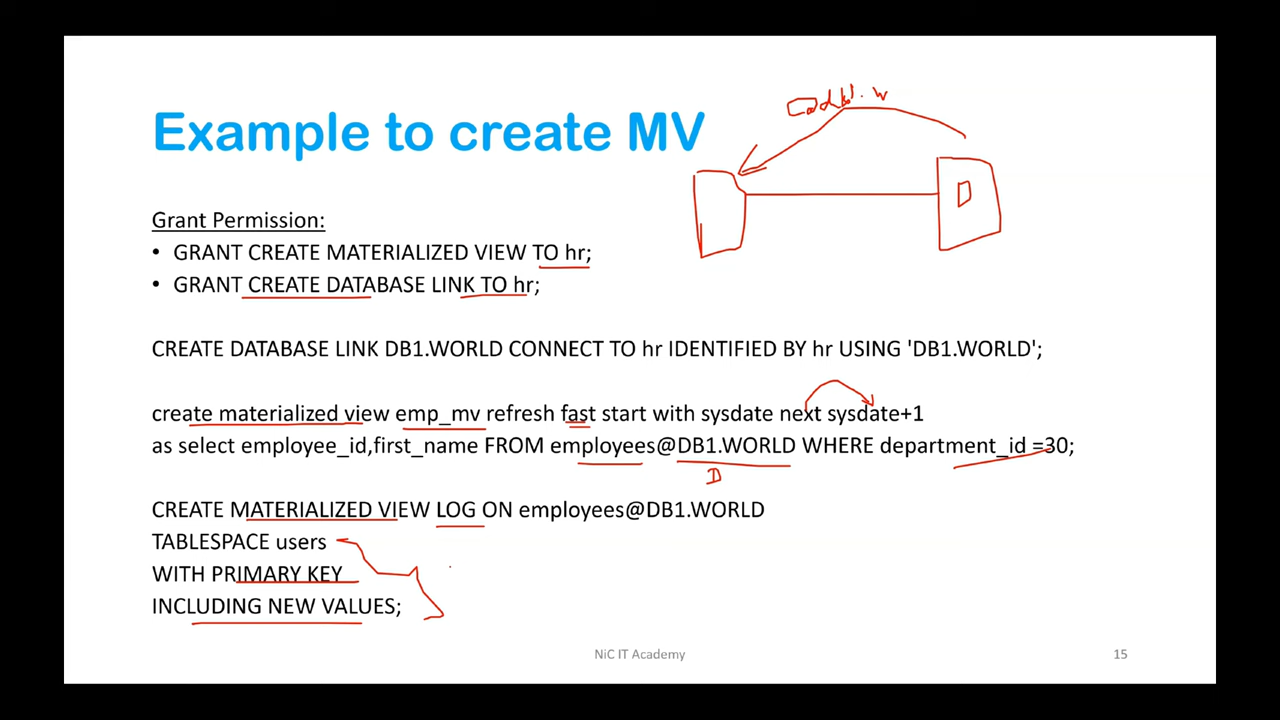 Example to create MV
Grant Permission:
• GRANT CREATE MATERIALIZED VIEW TO hr;
• GRANT CREATE DATABASE LINK TO hr;
CREATE DATABASE LINK DB1.WORLD CONNECT TO hr IDENTIFIED BY hr USING 'DB1.WORLD';
create materialized view emp_mv refresh fast start with sysdate next sysdate+1
as select employee_id,first_name FROM employees@DB1.WORLD WHERE department_id =30;
D
CREATE MATERIALIZED VIEW LOG ON employees@DB1.WORLD
TABLESPACE users
WITH PRIMARY KEY
INCLUDING NEW VALUES;
NiC IT Academy
15